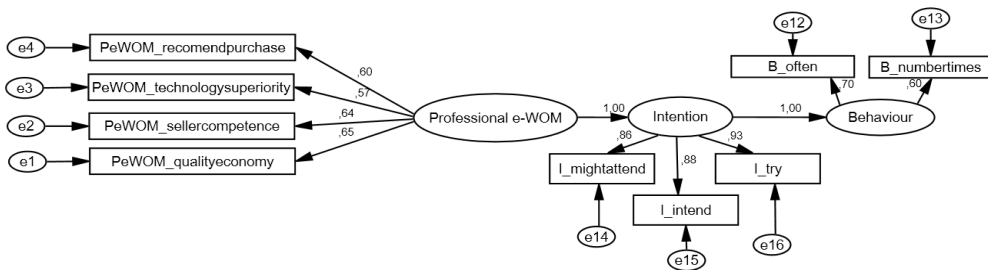 e4
PeWOM_recomendpurchase
e3
PeWOM_technologysuperiority
e2
PeWOM_sellercompetence
e1
PeWOM_qualityeconomy
,60
,57
,64
,65
Professional e-WOM
1,00
Intention
1,00
Behaviour
e12
e13
B_often
B_numbertimes
,70
,60
,86
,88
,93
I_mightattend
I_intend
I_try
e14
e15
e16